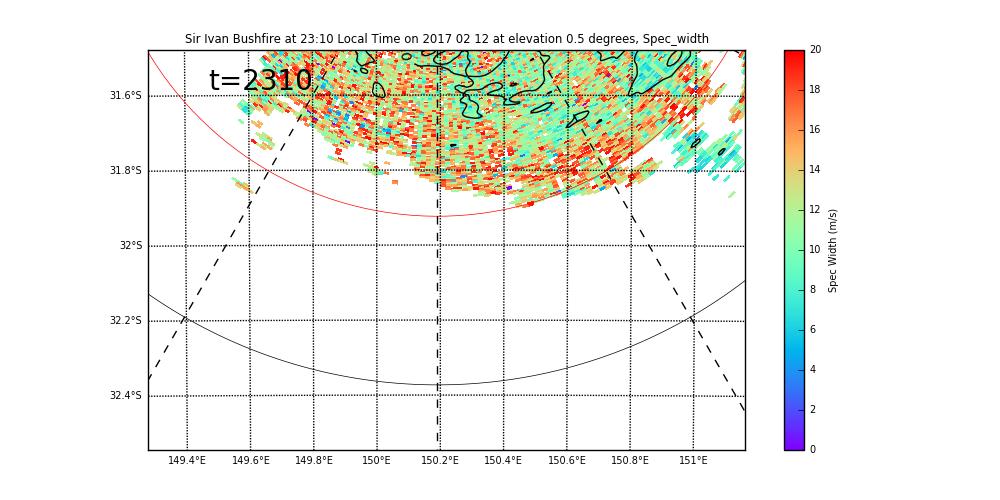 Sir Ivan Bushfire at 23:10 Local Time on 2017 02 12 at elevation 0.5 degrees, Spec_width
t=2310
31.6°S
31.8°S
32°S
32.2°S
32.4°S
149.4°E 149.6°E 149.8°E 150°E 150.2°E 150.4°E 150.6°E 150.8°E 151°E
20
18
16
14
12
10
8
6
4
2
0
Spec Width (m/s)